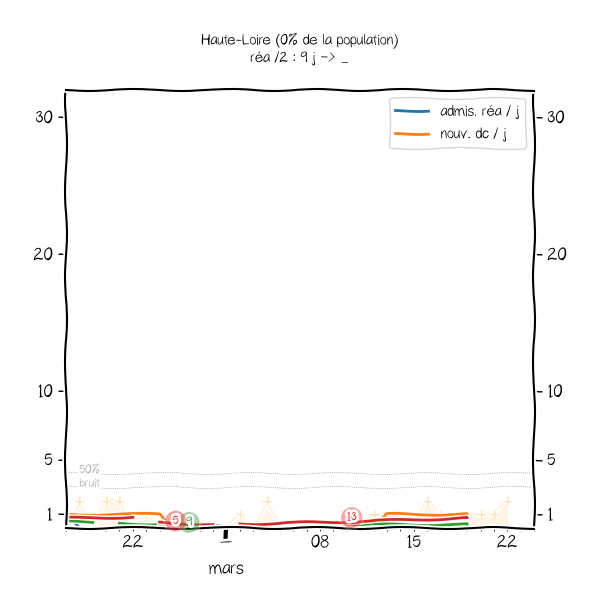 Haute-Loire (0% de la population)
réa /2 : 9 j -> _
admis. réa / j
nouv. dc / j
30 30
20 20
10 10
5 5
50%
bruit
1 1
5 9 13
22 1 08 15 22
mars